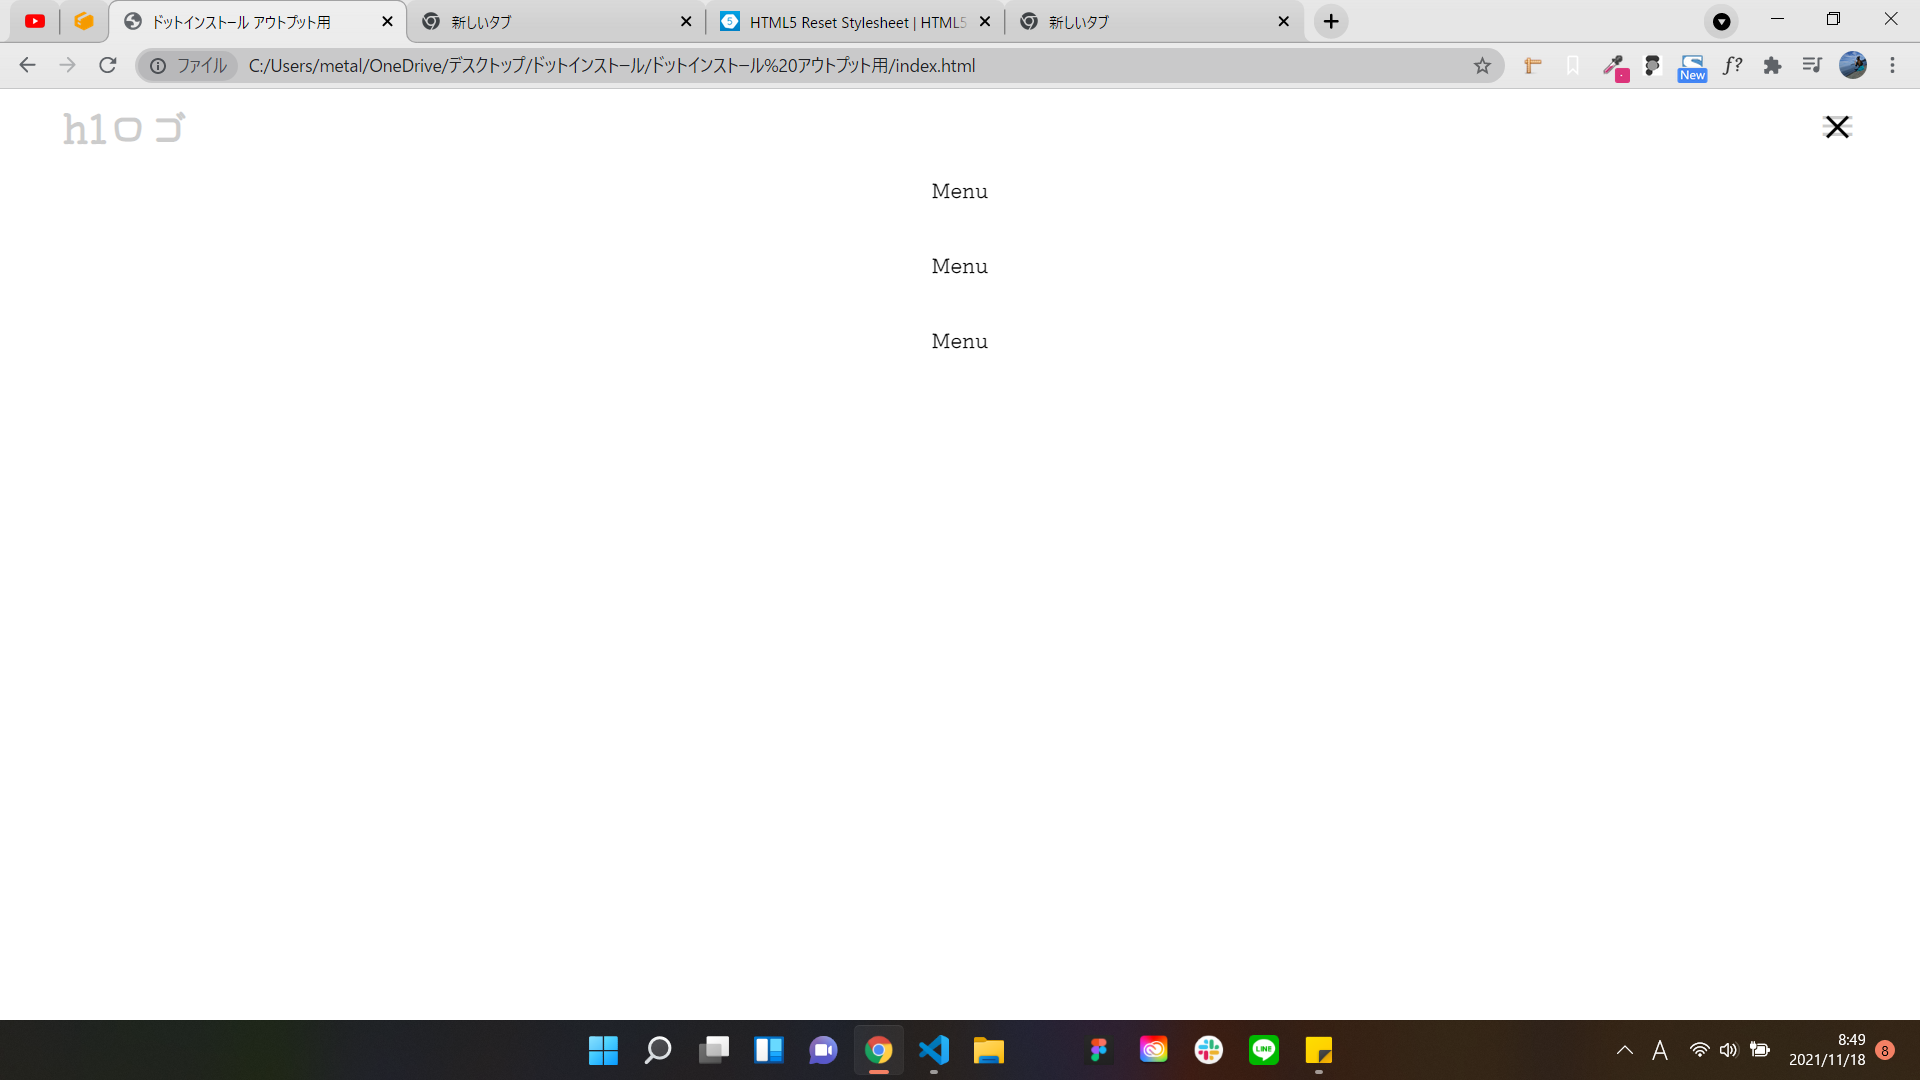 ドットインストール アウトプット用
新しいタブ
HTML5 Reset Stylesheet | HTML5
新しいタブ
ファイル
C:/Users/metal/OneDrive/デスクトップ/ドットインストール/ドットインストール%20アウトプット用/index.html
f?
New
h1ロゴ
Menu
Menu
Menu
LINE
A
8:49
2021/11/18
8